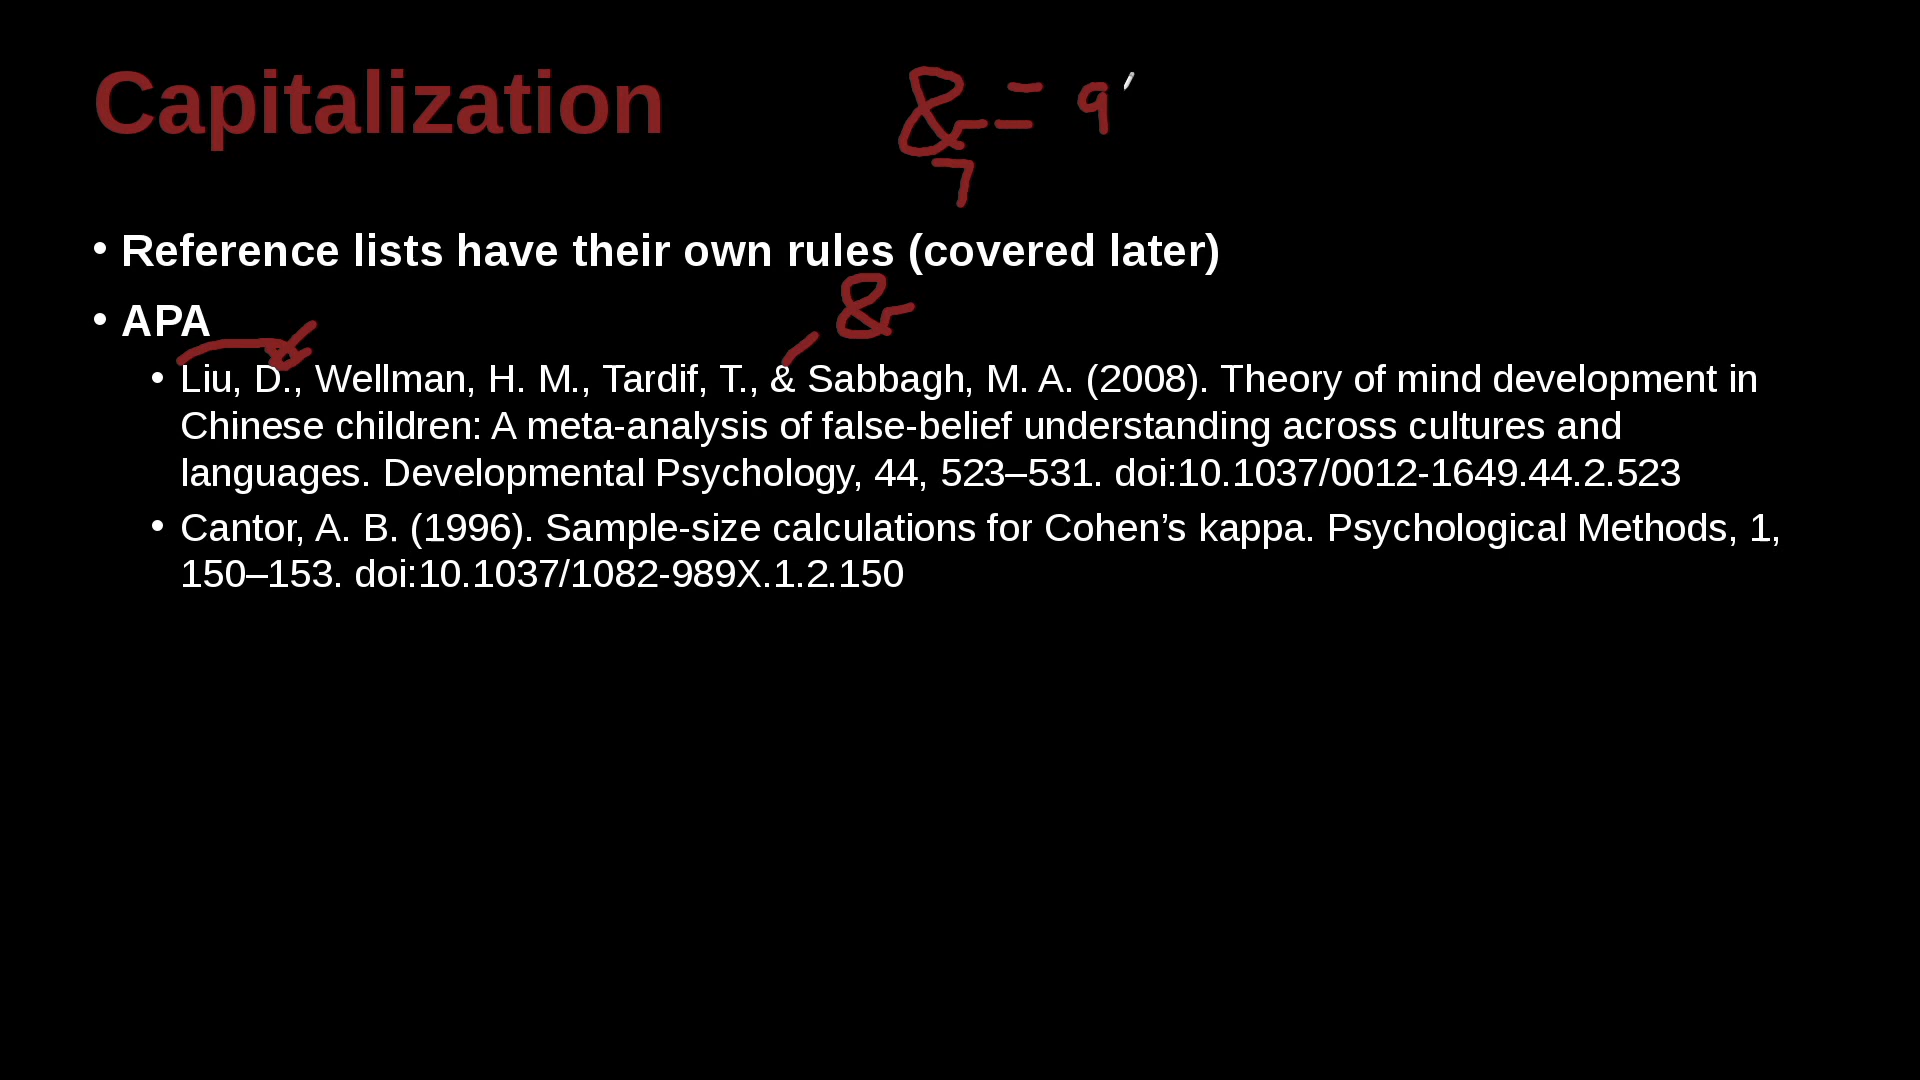 Capitalization
& = 9
7
• Reference lists have their own rules (covered later)
&
• APA
• Liu, D., Wellman, H. M., Tardif, T., & Sabbagh, M. A. (2008). Theory of mind development in
Chinese children: A meta-analysis of false-belief understanding across cultures and
languages. Developmental Psychology, 44, 523–531. doi:10.1037/0012-1649.44.2.523
• Cantor, A. B. (1996). Sample-size calculations for Cohen’s kappa. Psychological Methods, 1,
150–153. doi:10.1037/1082-989X.1.2.150